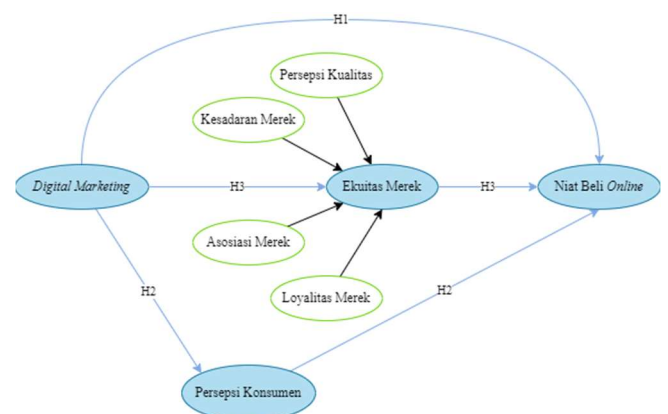 H1
Persepsi Kualitas
Kesadaran Merek
Digital Marketing
H3
Ekuitas Merek
H3
Niat Beli Online
Asosiasi Merek
H2
Loyalitas Merek
H2
Persepsi Konsumen